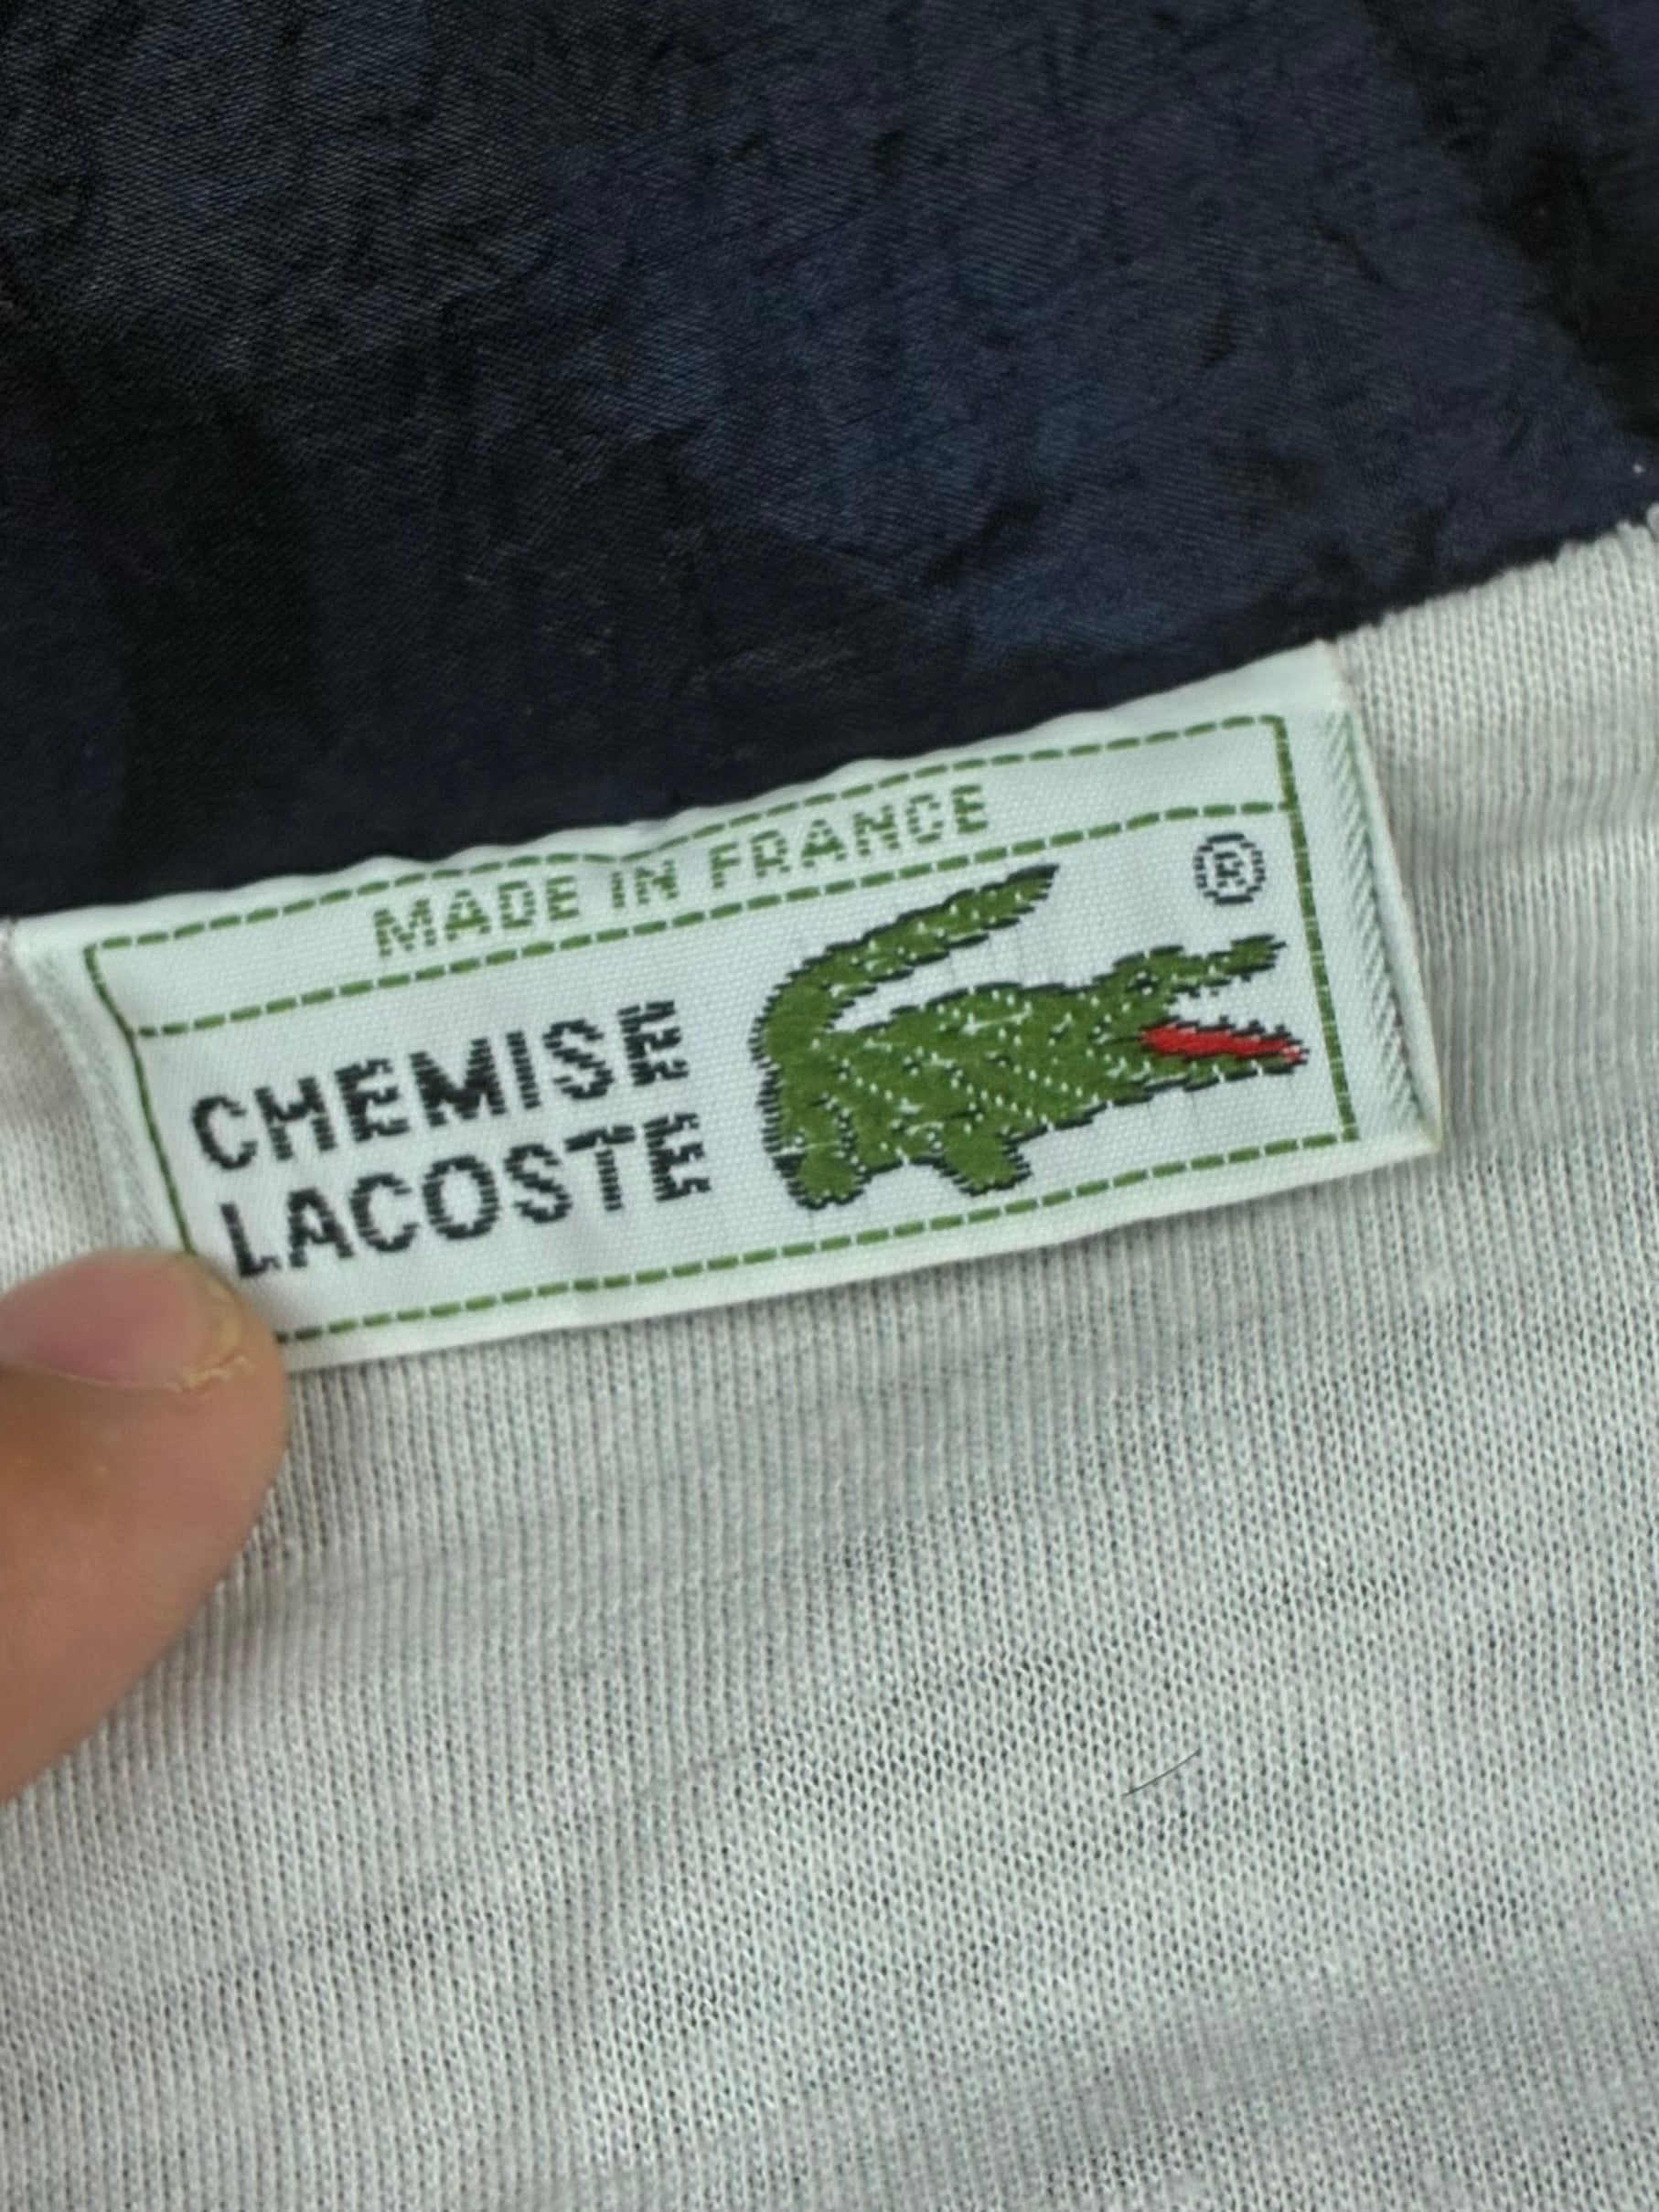 MADE IN FRANCE
®
CHEMISE
LACOSTE